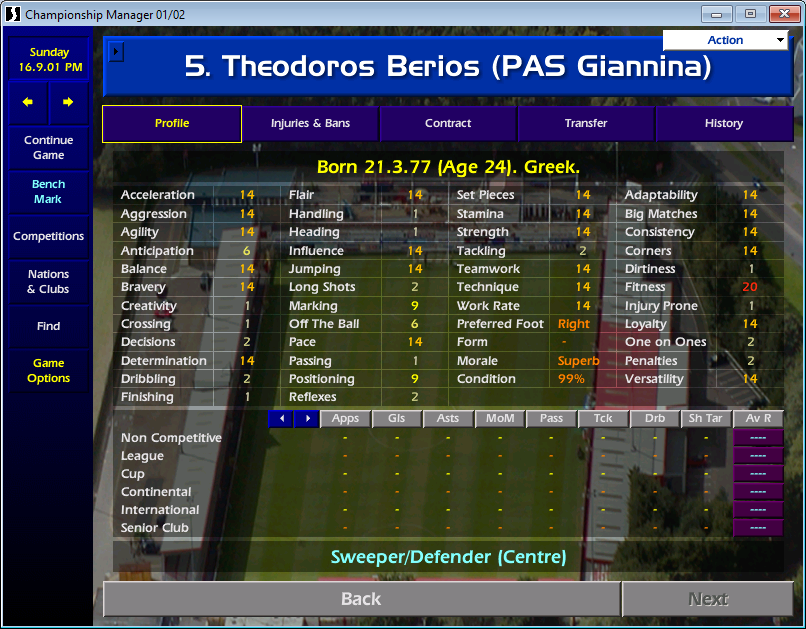 Championship Manager 01/02
Action
Sunday
16.9.01 PM
5. Theodoros Berios (PAS Giannina)
Continue
Game
Bench
Mark
Competitions
Nations
& Clubs
Find
Game
Options
Profile Injuries & Bans Contract Transfer History
Born 21.3.77 (Age 24). Greek.
Acceleration 14 Flair 14 Set Pieces 14 Adaptability 14
Aggression 14 Handling 1 Stamina 14 Big Matches 14
Agility 14 Heading 1 Strength 14 Consistency 14
Anticipation 6 Influence 14 Tackling 2 Corners 14
Balance 14 Jumping 14 Teamwork 14 Dirtiness 1
Bravery 14 Long Shots 2 Technique 14 Fitness 20
Creativity 1 Marking 9 Work Rate 14 Injury Prone 1
Crossing 1 Off The Ball 6 Preferred Foot Right Loyalty 14
Decisions 2 Pace 14 Form - One on Ones 2
Determination 14 Passing 1 Morale Superb Penalties 2
Dribbling 2 Positioning 9 Condition 99% Versatility 14
Finishing 1 Reflexes 2
Apps Gls Asts MoM Pass Tck Drb Sh Tar Av R
Non Competitive - - - - - - - - ----
League - - - - - - - - ----
Cup - - - - - - - - ----
Continental - - - - - - - - ----
International - - - - - - - - ----
Senior Club - - - - - - - - ----
Sweeper/Defender (Centre)
Back Next